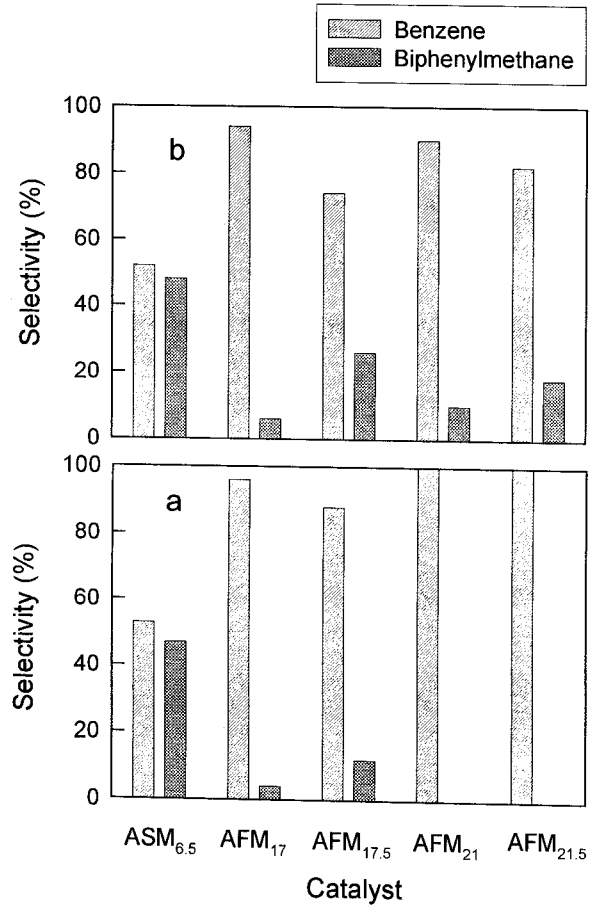 Benzene
Biphenylmethane
100
80
60
40
20
0
Selectivity (%)
b
100
80
60
40
20
0
Selectivity (%)
a
ASM6.5 AFM17 AFM17.5 AFM21 AFM21.5
Catalyst